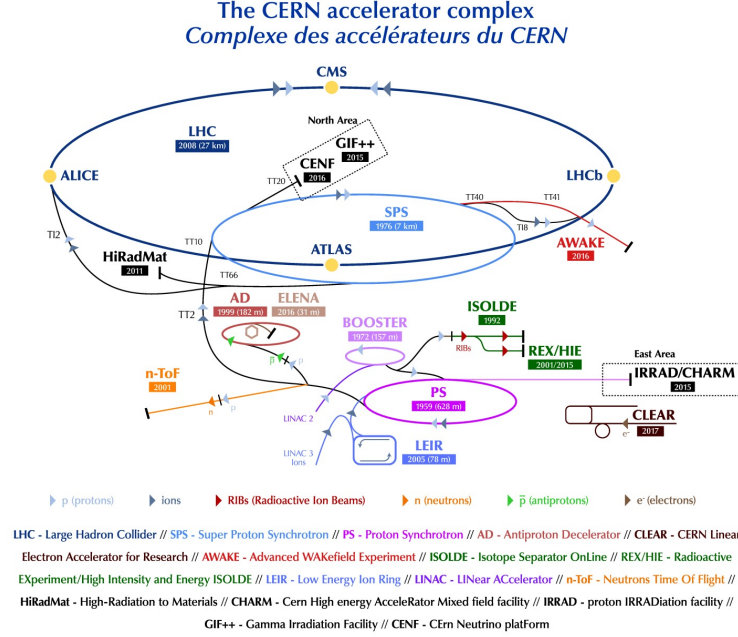 The CERN accelerator complex
Complexe des accélérateurs du CERN
CMS
North Area
LHC
2008 (27 km)
GIF++
2015
CENF
2016
ALICE
TT20
LHCb
TT40
TT41
SPS
1976 (7 km)
TI2
TI8
TT10
ATLAS
AWAKE
2016
HiRadMat
2011
TT66
AD
1999 (182 m)
ELENA
2016 (31 m)
TT2
ISOLDE
1992
BOOSTER
1972 (157 m)
RIBs
REX/HIE
2001/2015
p
p
East Area
n-ToF
2001
IRRAD/CHARM
2015
PS
1959 (628 m)
n
p
LINAC 2
CLEAR
2017
e-
LINAC 3
Ions
LEIR
2005 (78 m)
p (protons)
ions
RIBs (Radioactive Ion Beams)
n (neutrons)
p̅ (antiprotons)
e- (electrons)
LHC - Large Hadron Collider // SPS - Super Proton Synchrotron // PS - Proton Synchrotron // AD - Antiproton Decelerator // CLEAR - CERN Linear
Electron Accelerator for Research // AWAKE - Advanced WAKefield Experiment // ISOLDE - Isotope Separator OnLine // REX/HIE - Radioactive
EXperiment/High Intensity and Energy ISOLDE // LEIR - Low Energy Ion Ring // LINAC - LINear ACcelerator // n-ToF - Neutrons Time Of Flight //
HiRadMat - High-Radiation to Materials // CHARM - Cern High energy AcceleRator Mixed field facility // IRRAD - proton IRRADiation facility //
GIF++ - Gamma Irradiation Facility // CENF - CErn Neutrino platForm